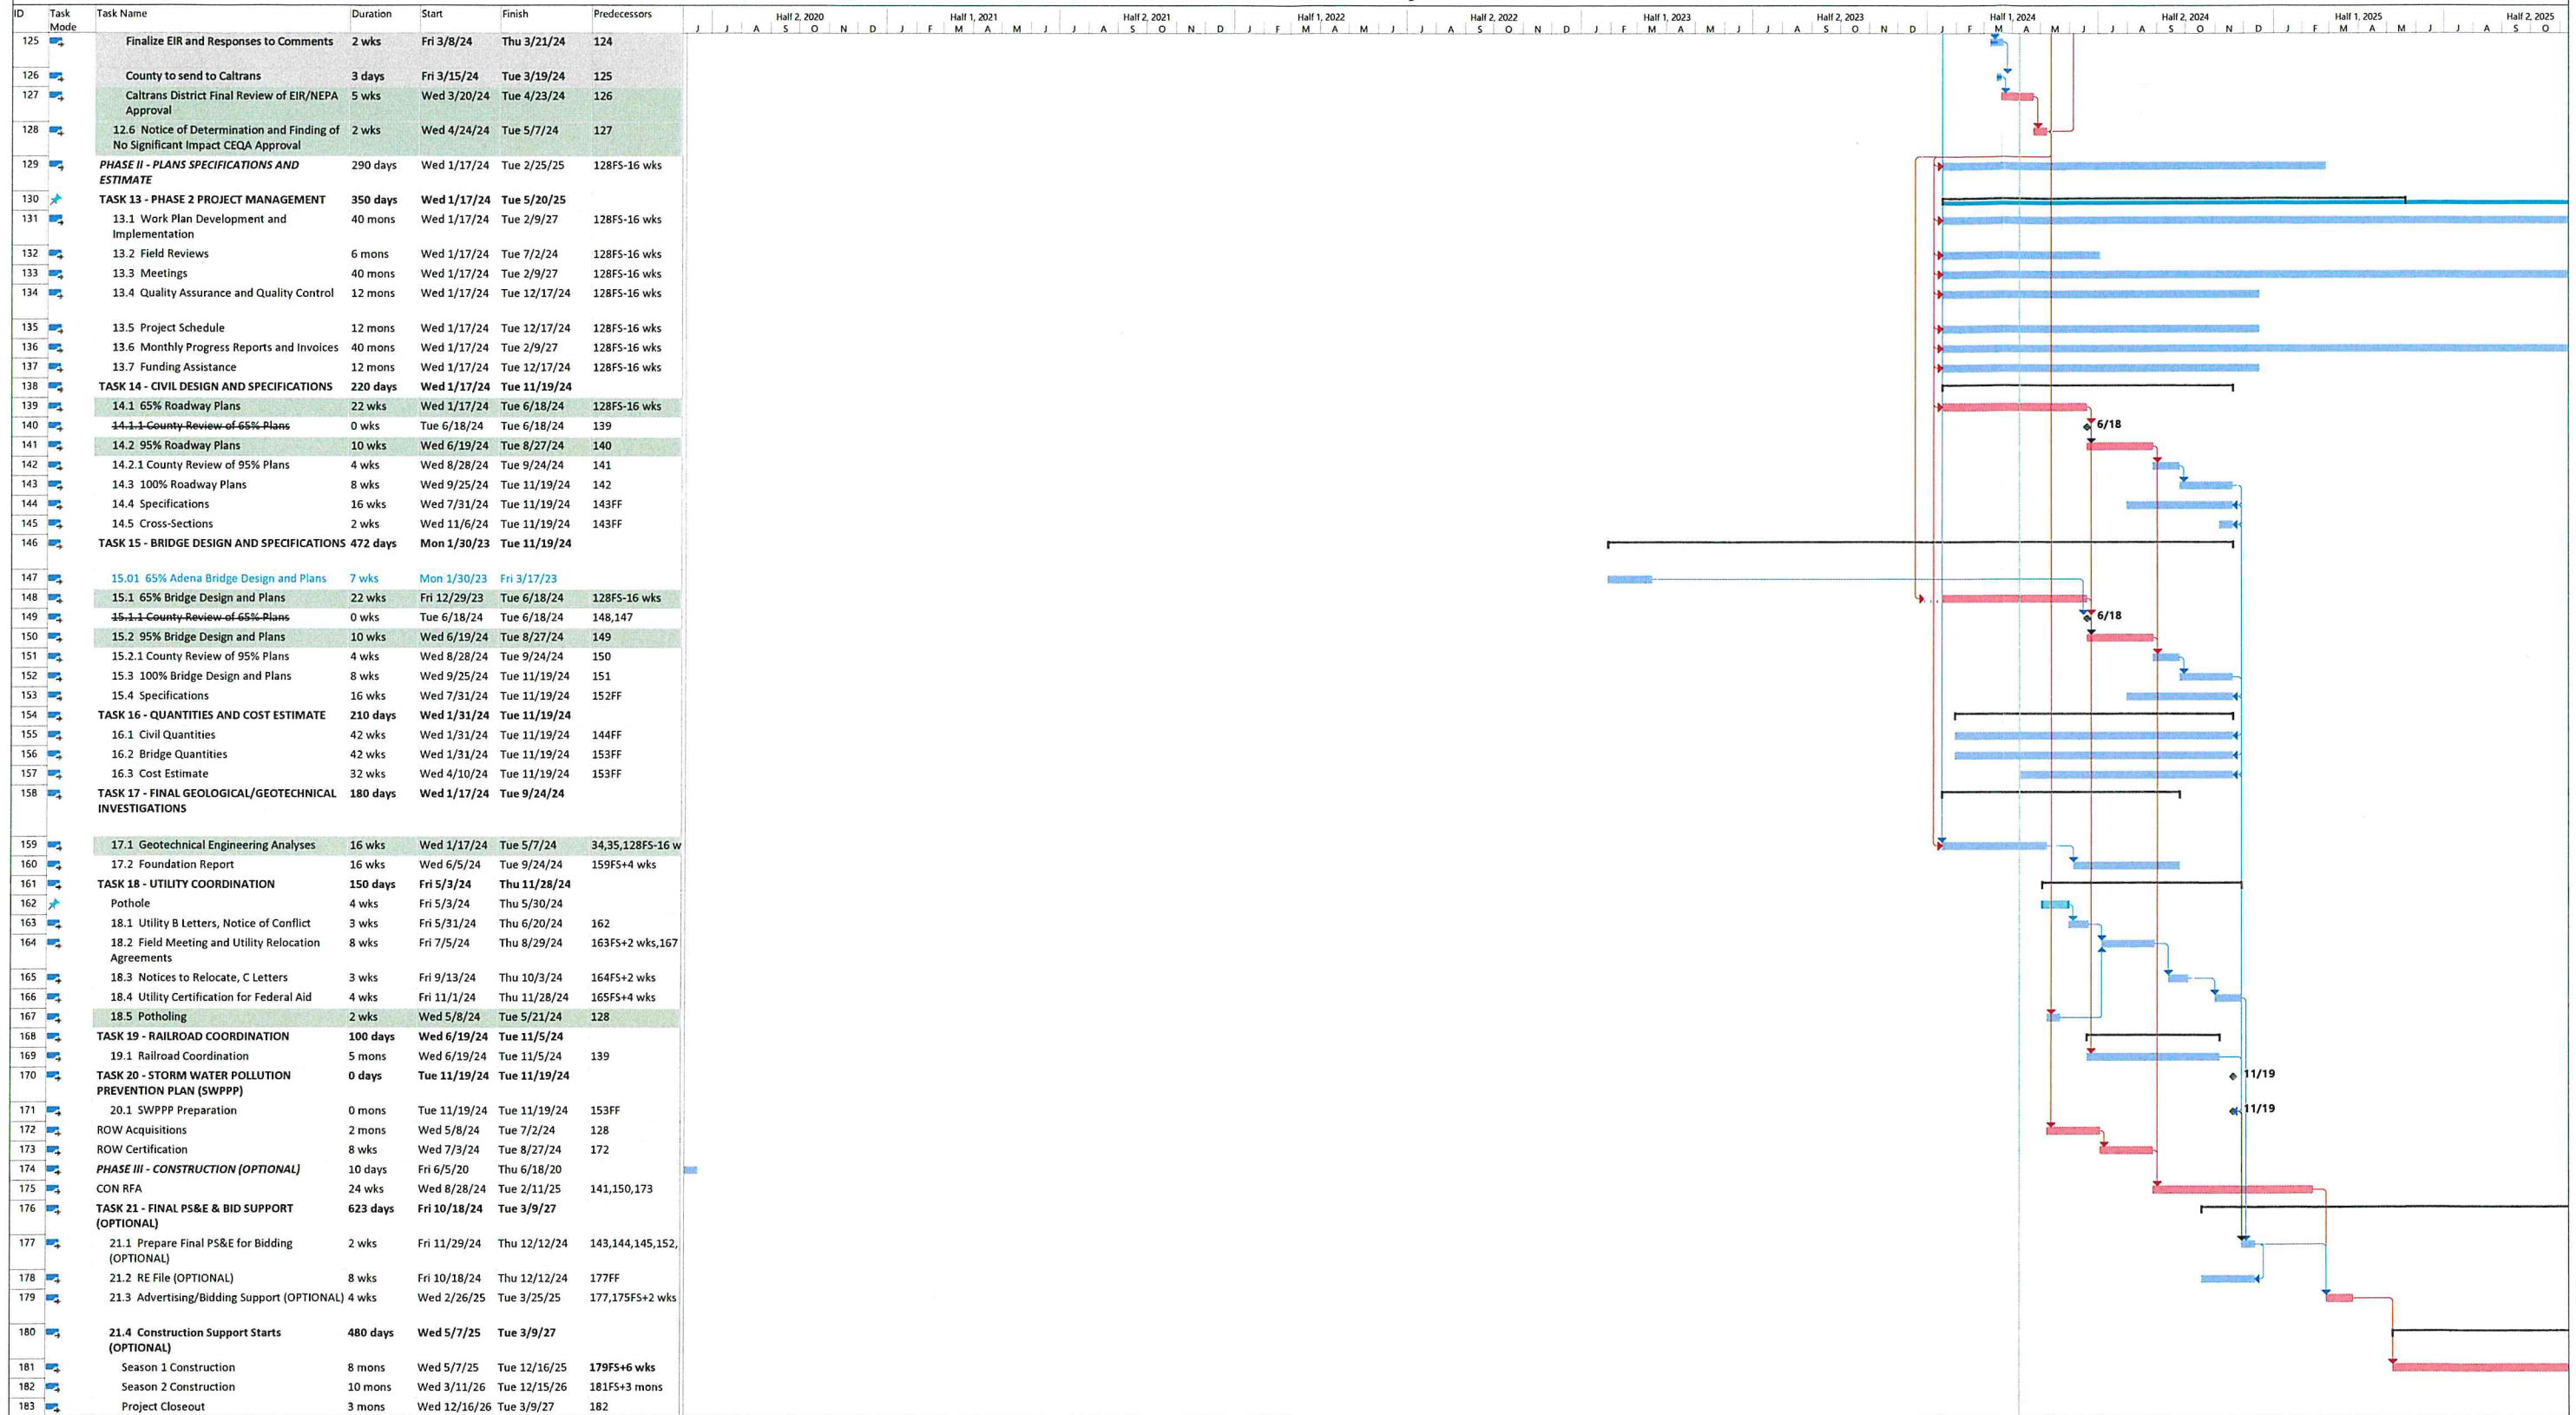 ID Task Mode Task Name Duration Start Finish Predecessors
Half 2, 2020 Half 1, 2021 Half 2, 2021 Half 1, 2022 Half 2, 2022 Half 1, 2023 Half 2, 2023 Half 1, 2024 Half 2, 2024 Half 1, 2025 Half 2, 2025
J J A S O N D J F M A M J J A S O N D J F M A M J J A S O N D J F M A M J J A S O N D J F M A M J J A S O N D J F M A M J J A S O
125 Finalize EIR and Responses to Comments 2 wks Fri 3/8/24 Thu 3/21/24 124
126 County to send to Caltrans 3 days Fri 3/15/24 Tue 3/19/24 125
127 Caltrans District Final Review of EIR/NEPA 5 wks Wed 3/20/24 Tue 4/23/24 126
Approval
128 12.6 Notice of Determination and Finding of 2 wks Wed 4/24/24 Tue 5/7/24 127
No Significant Impact CEQA Approval
129 PHASE II - PLANS SPECIFICATIONS AND 290 days Wed 1/17/24 Tue 2/25/25 128FS-16 wks
ESTIMATE
130 TASK 13 - PHASE 2 PROJECT MANAGEMENT 350 days Wed 1/17/24 Tue 5/20/25
131 13.1 Work Plan Development and 40 mons Wed 1/17/24 Tue 2/9/27 128FS-16 wks
Implementation
132 13.2 Field Reviews 6 mons Wed 1/17/24 Tue 7/2/24 128FS-16 wks
133 13.3 Meetings 40 mons Wed 1/17/24 Tue 2/9/27 128FS-16 wks
134 13.4 Quality Assurance and Quality Control 12 mons Wed 1/17/24 Tue 12/17/24 128FS-16 wks
135 13.5 Project Schedule 12 mons Wed 1/17/24 Tue 12/17/24 128FS-16 wks
136 13.6 Monthly Progress Reports and Invoices 40 mons Wed 1/17/24 Tue 2/9/27 128FS-16 wks
137 13.7 Funding Assistance 12 mons Wed 1/17/24 Tue 12/17/24 128FS-16 wks
138 TASK 14 - CIVIL DESIGN AND SPECIFICATIONS 220 days Wed 1/17/24 Tue 11/19/24
139 14.1 65% Roadway Plans 22 wks Wed 1/17/24 Tue 6/18/24 128FS-16 wks
140 14.1.1 County Review of 65% Plans 0 wks Tue 6/18/24 Tue 6/18/24 139 6/18
141 14.2 95% Roadway Plans 10 wks Wed 6/19/24 Tue 8/27/24 140
142 14.2.1 County Review of 95% Plans 4 wks Wed 8/28/24 Tue 9/24/24 141
143 14.3 100% Roadway Plans 8 wks Wed 9/25/24 Tue 11/19/24 142
144 14.4 Specifications 16 wks Wed 7/31/24 Tue 11/19/24 143FF
145 14.5 Cross-Sections 2 wks Wed 11/6/24 Tue 11/19/24 143FF
146 TASK 15 - BRIDGE DESIGN AND SPECIFICATIONS 472 days Mon 1/30/23 Tue 11/19/24
147 15.01 65% Adena Bridge Design and Plans 7 wks Mon 1/30/23 Fri 3/17/23
148 15.1 65% Bridge Design and Plans 22 wks Fri 12/29/23 Tue 6/18/24 128FS-16 wks
149 15.1.1 County Review of 65% Plans 0 wks Tue 6/18/24 Tue 6/18/24 148,147 6/18
150 15.2 95% Bridge Design and Plans 10 wks Wed 6/19/24 Tue 8/27/24 149
151 15.2.1 County Review of 95% Plans 4 wks Wed 8/28/24 Tue 9/24/24 150
152 15.3 100% Bridge Design and Plans 8 wks Wed 9/25/24 Tue 11/19/24 151
153 15.4 Specifications 16 wks Wed 7/31/24 Tue 11/19/24 152FF
154 TASK 16 - QUANTITIES AND COST ESTIMATE 210 days Wed 1/31/24 Tue 11/19/24
155 16.1 Civil Quantities 42 wks Wed 1/31/24 Tue 11/19/24 144FF
156 16.2 Bridge Quantities 42 wks Wed 1/31/24 Tue 11/19/24 153FF
157 16.3 Cost Estimate 32 wks Wed 4/10/24 Tue 11/19/24 153FF
158 TASK 17 - FINAL GEOLOGICAL/GEOTECHNICAL 180 days Wed 1/17/24 Tue 9/24/24
INVESTIGATIONS
159 17.1 Geotechnical Engineering Analyses 16 wks Wed 1/17/24 Tue 5/7/24 34,35,128FS-16 w
160 17.2 Foundation Report 16 wks Wed 6/5/24 Tue 9/24/24 159FS+4 wks
161 TASK 18 - UTILITY COORDINATION 150 days Fri 5/3/24 Thu 11/28/24
162 Pothole 4 wks Fri 5/3/24 Thu 5/30/24
163 18.1 Utility B Letters, Notice of Conflict 3 wks Fri 5/31/24 Thu 6/20/24 162
164 18.2 Field Meeting and Utility Relocation 8 wks Fri 7/5/24 Thu 8/29/24 163FS+2 wks,167
Agreements
165 18.3 Notices to Relocate, C Letters 3 wks Fri 9/13/24 Thu 10/3/24 164FS+2 wks
166 18.4 Utility Certification for Federal Aid 4 wks Fri 11/1/24 Thu 11/28/24 165FS+4 wks
167 18.5 Potholing 2 wks Wed 5/8/24 Tue 5/21/24 128
168 TASK 19 - RAILROAD COORDINATION 100 days Wed 6/19/24 Tue 11/5/24
169 19.1 Railroad Coordination 5 mons Wed 6/19/24 Tue 11/5/24 139
170 TASK 20 - STORM WATER POLLUTION 0 days Tue 11/19/24 Tue 11/19/24 11/19
PREVENTION PLAN (SWPPP)
171 20.1 SWPPP Preparation 0 mons Tue 11/19/24 Tue 11/19/24 153FF 11/19
172 ROW Acquisitions 2 mons Wed 5/8/24 Tue 7/2/24 128
173 ROW Certification 8 wks Wed 7/3/24 Tue 8/27/24 172
174 PHASE III - CONSTRUCTION (OPTIONAL) 10 days Fri 6/5/20 Thu 6/18/20
175 CON RFA 24 wks Wed 8/28/24 Tue 2/11/25 141,150,173
176 TASK 21 - FINAL PS&E & BID SUPPORT 623 days Fri 10/18/24 Tue 3/9/27
(OPTIONAL)
177 21.1 Prepare Final PS&E for Bidding 2 wks Fri 11/29/24 Thu 12/12/24 143,144,145,152,
(OPTIONAL)
178 21.2 RE File (OPTIONAL) 8 wks Fri 10/18/24 Thu 12/12/24 177FF
179 21.3 Advertising/Bidding Support (OPTIONAL) 4 wks Wed 2/26/25 Tue 3/25/25 177,175FS+2 wks
180 21.4 Construction Support Starts 480 days Wed 5/7/25 Tue 3/9/27
(OPTIONAL)
181 Season 1 Construction 8 mons Wed 5/7/25 Tue 12/16/25 179FS+6 wks
182 Season 2 Construction 10 mons Wed 3/11/26 Tue 12/15/26 181FS+3 mons
183 Project Closeout 3 mons Wed 12/16/26 Tue 3/9/27 182